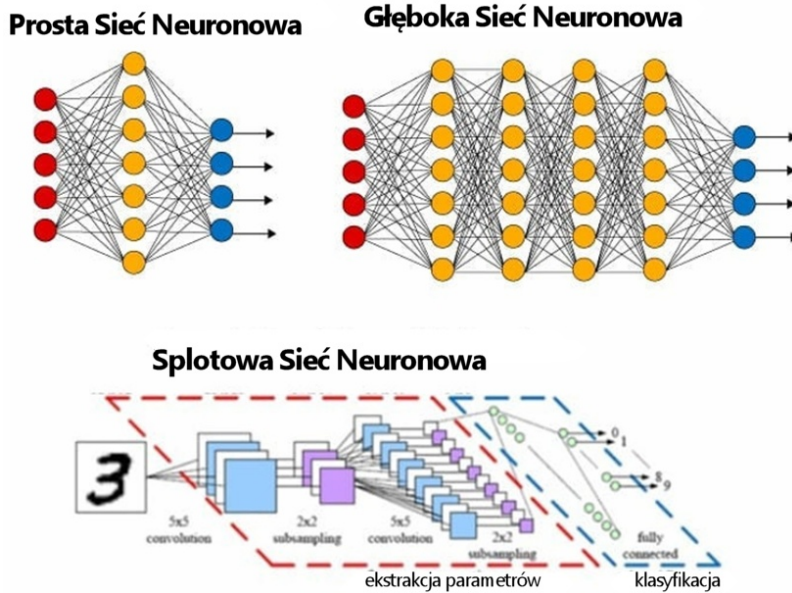 Prosta Sieć Neuronowa
Głęboka Sieć Neuronowa
Splotowa Sieć Neuronowa
3
0
1
8
9
5x5
convolution
2x2
subsampling
5x5
convolution
2x2
subsampling
fully
connected
ekstrakcja parametrów
klasyfikacja